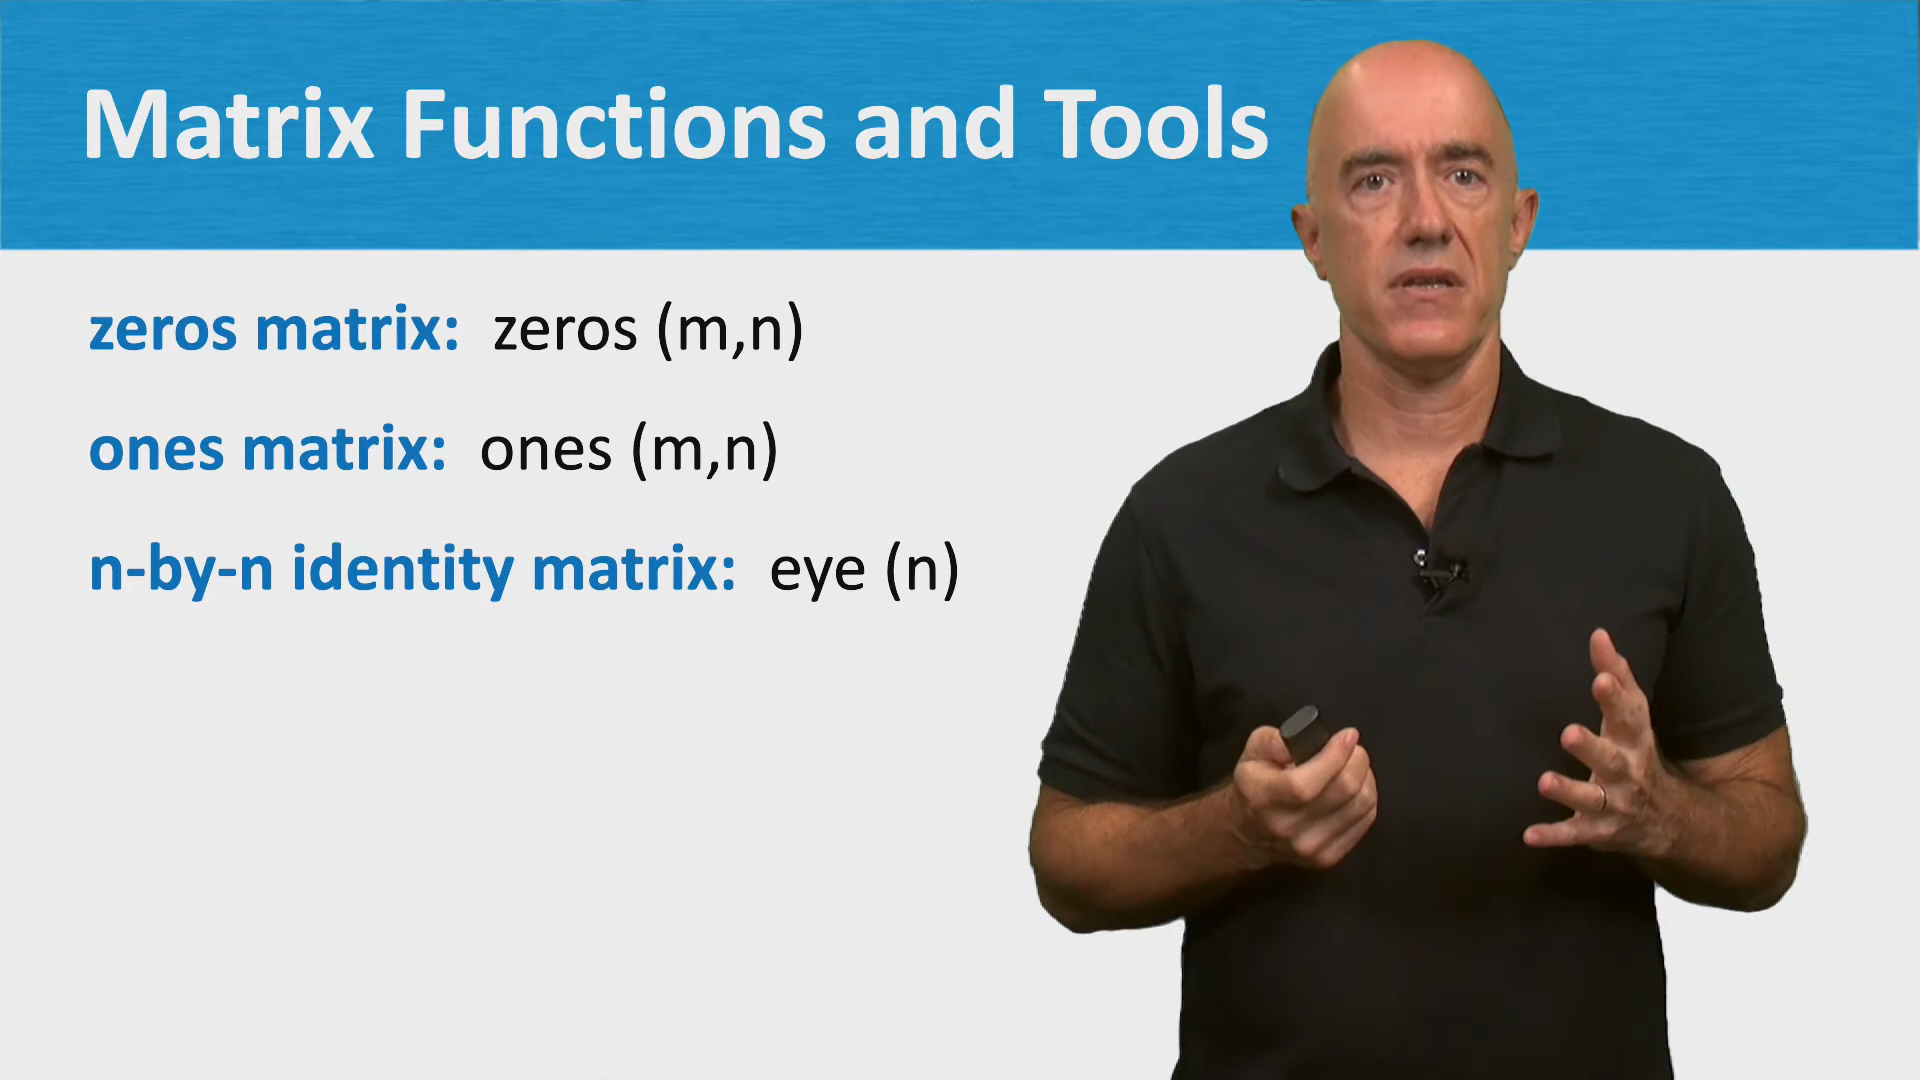 Matrix Functions and Tools
zeros matrix: zeros (m,n)
ones matrix: ones (m,n)
n-by-n identity matrix: eye (n)